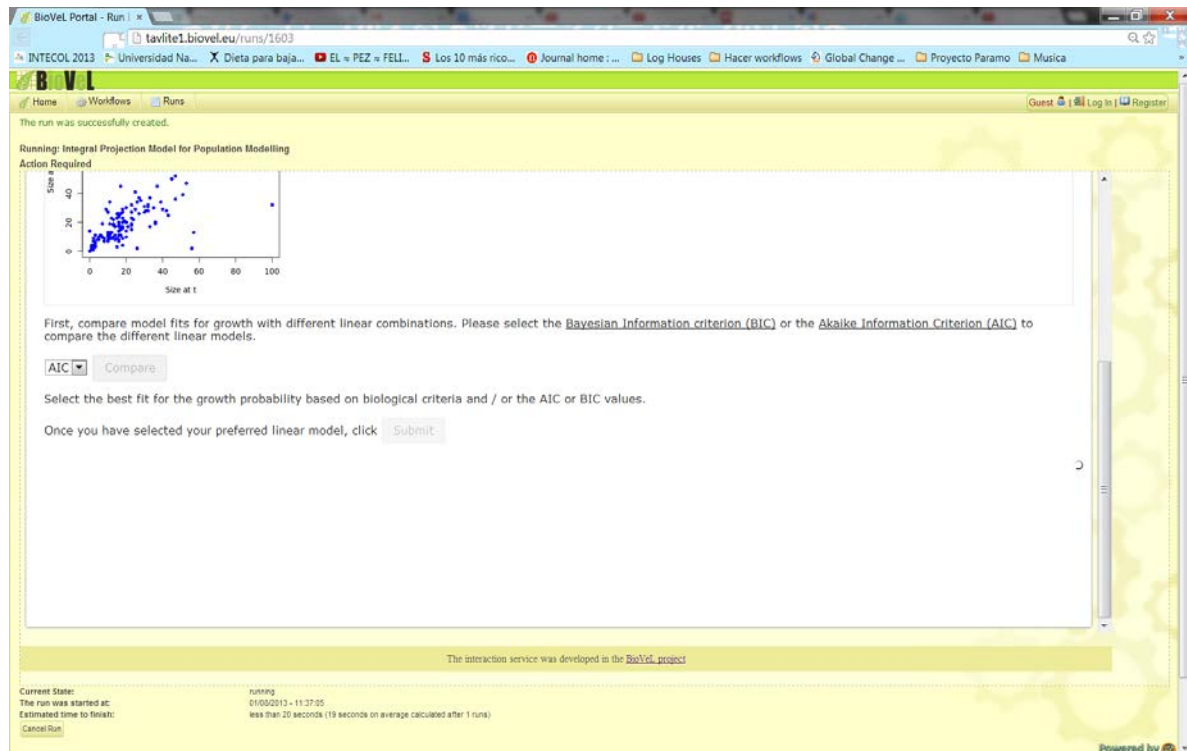 BioVeL Portal - Run I
tavlite1.biovel.eu/runs/1603
INTECOL 2013 Universidad Na... Dieta para baja... EL ≈ PEZ ≈ FELI... Los 10 más rico... Journal home : ... Log Houses Hacer workflows Global Change ... Proyecto Paramo Musica
BioVeL
Home Workflows Runs Guest | Log In | Register
The run was successfully created.
Running: Integral Projection Model for Population Modelling
Action Required
Size a
40
20
0
0 20 40 60 80 100
Size at t
First, compare model fits for growth with different linear combinations. Please select the Bayesian Information criterion (BIC) or the Akaike Information Criterion (AIC) to
compare the different linear models.
AIC Compare
Select the best fit for the growth probability based on biological criteria and / or the AIC or BIC values.
Once you have selected your preferred linear model, click Submit
The interaction service was developed in the BioVeL project
Current State: running
The run was started at: 01/08/2013 - 11:37:05
Estimated time to finish: less than 20 seconds (19 seconds on average calculated after 1 runs)
Cancel Run
Powered by